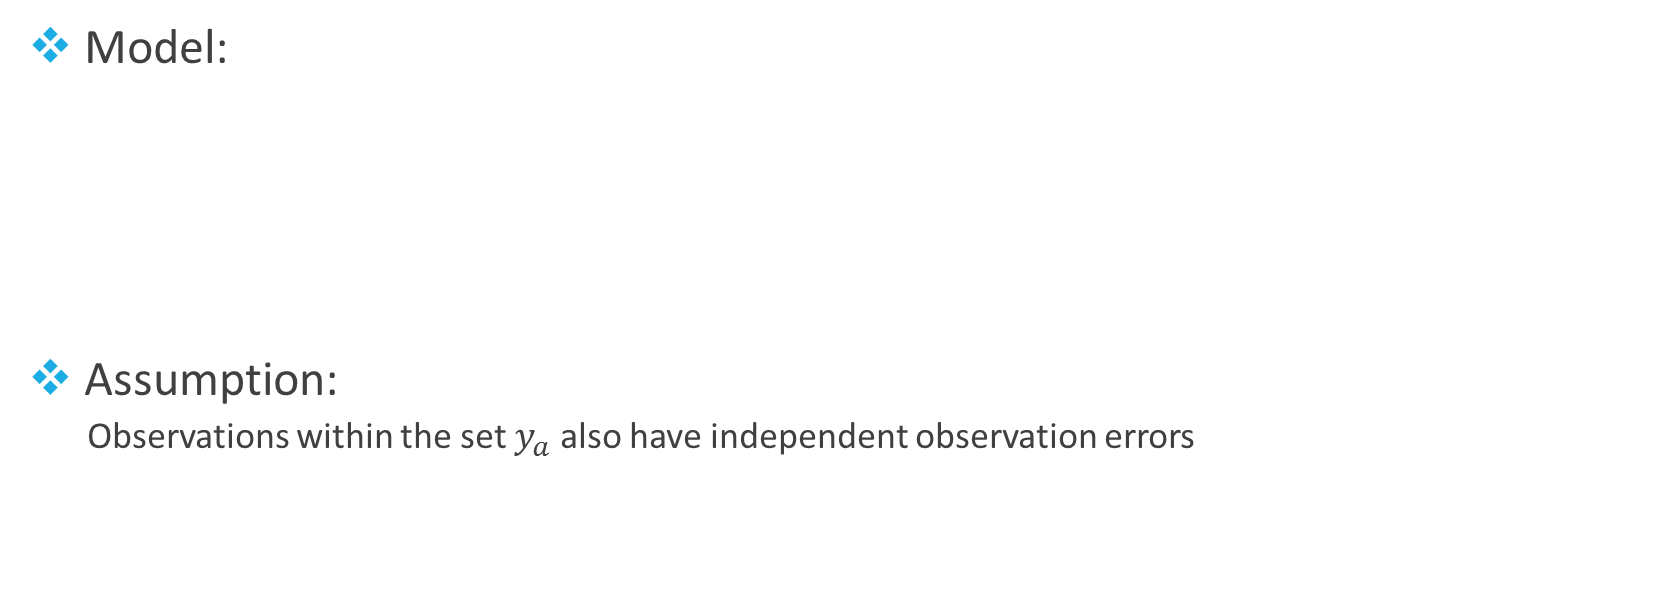 ❖ Model:
❖ Assumption:
Observations within the set yₐ also have independent observation errors